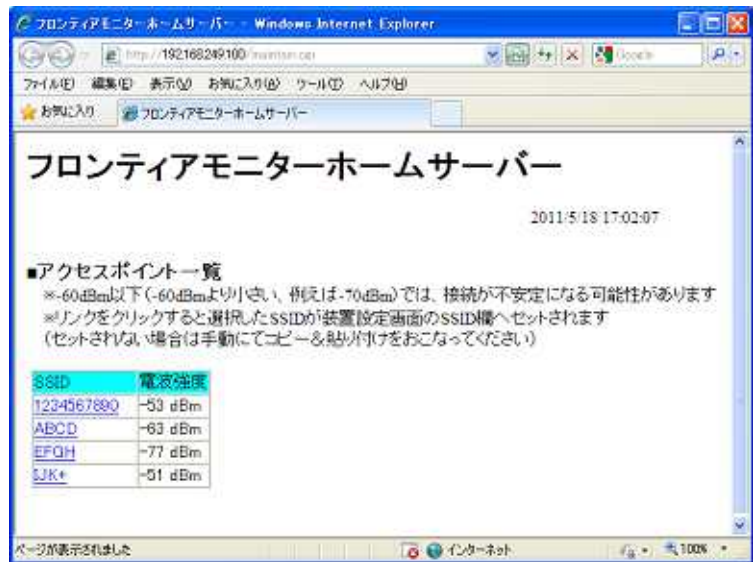 フロンティアモニターホームサーバー - Windows Internet Explorer
http://192.168.249.100/maintan.cgi
Google
ファイル(F) 編集(E) 表示(V) お気に入り(A) ツール(T) ヘルプ(H)
お気に入り フロンティアモニターホームサーバー
フロンティアモニターホームサーバー
2011/5/18 17:02:07
■アクセスポイント一覧
※-60dBm以下(-60dBmより小さい、例えば-70dBm)では、接続が不安定になる可能性があります
※リンクをクリックすると選択したSSIDが装置設定画面のSSID欄へセットされます
(セットされない場合は手動にてコピー&貼り付けをおこなってください)
SSID 電波強度
1234567890 -53 dBm
ABCD -63 dBm
EFGH -77 dBm
-51 dBm
ページが表示されました インターネット 100%